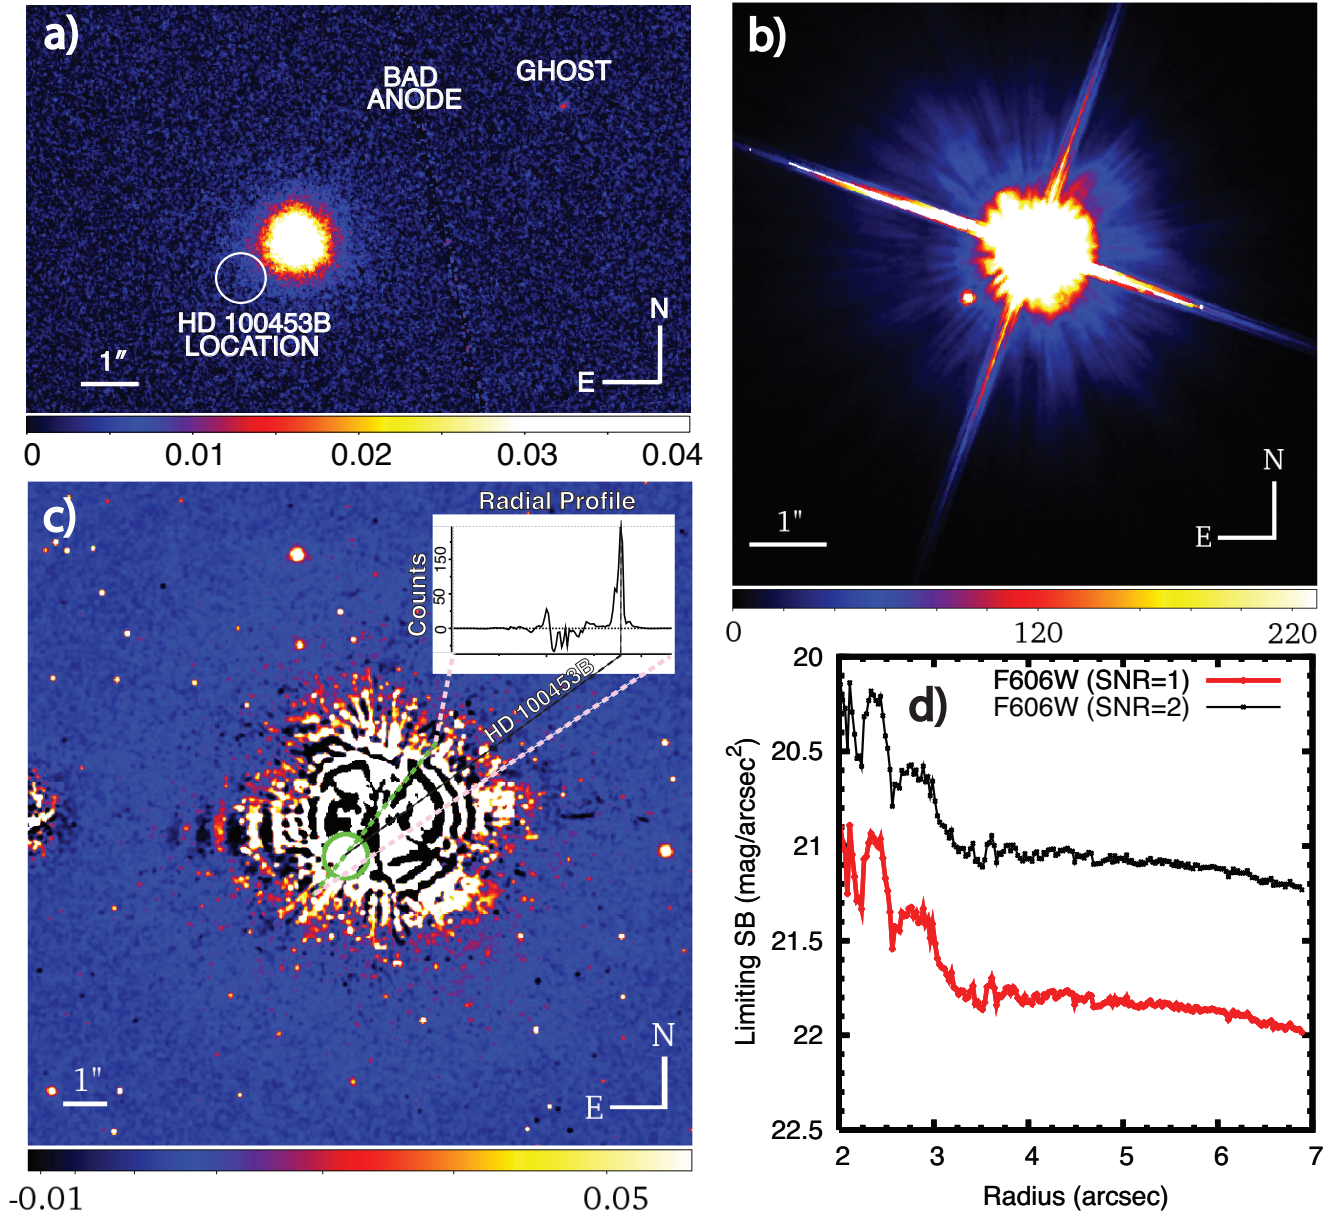 a)
BAD
ANODE
GHOST
HD 100453B
LOCATION
1″
N
E
0 0.01 0.02 0.03 0.04
b)
1"
N
E
0 120 220
c)
Radial Profile
Counts
150
50
0
HD 100453B
1"
N
E
-0.01 0.05
d)
F606W (SNR=1)
F606W (SNR=2)
Limiting SB (mag/arcsec²)
20
20.5
21
21.5
22
22.5
2 3 4 5 6 7
Radius (arcsec)